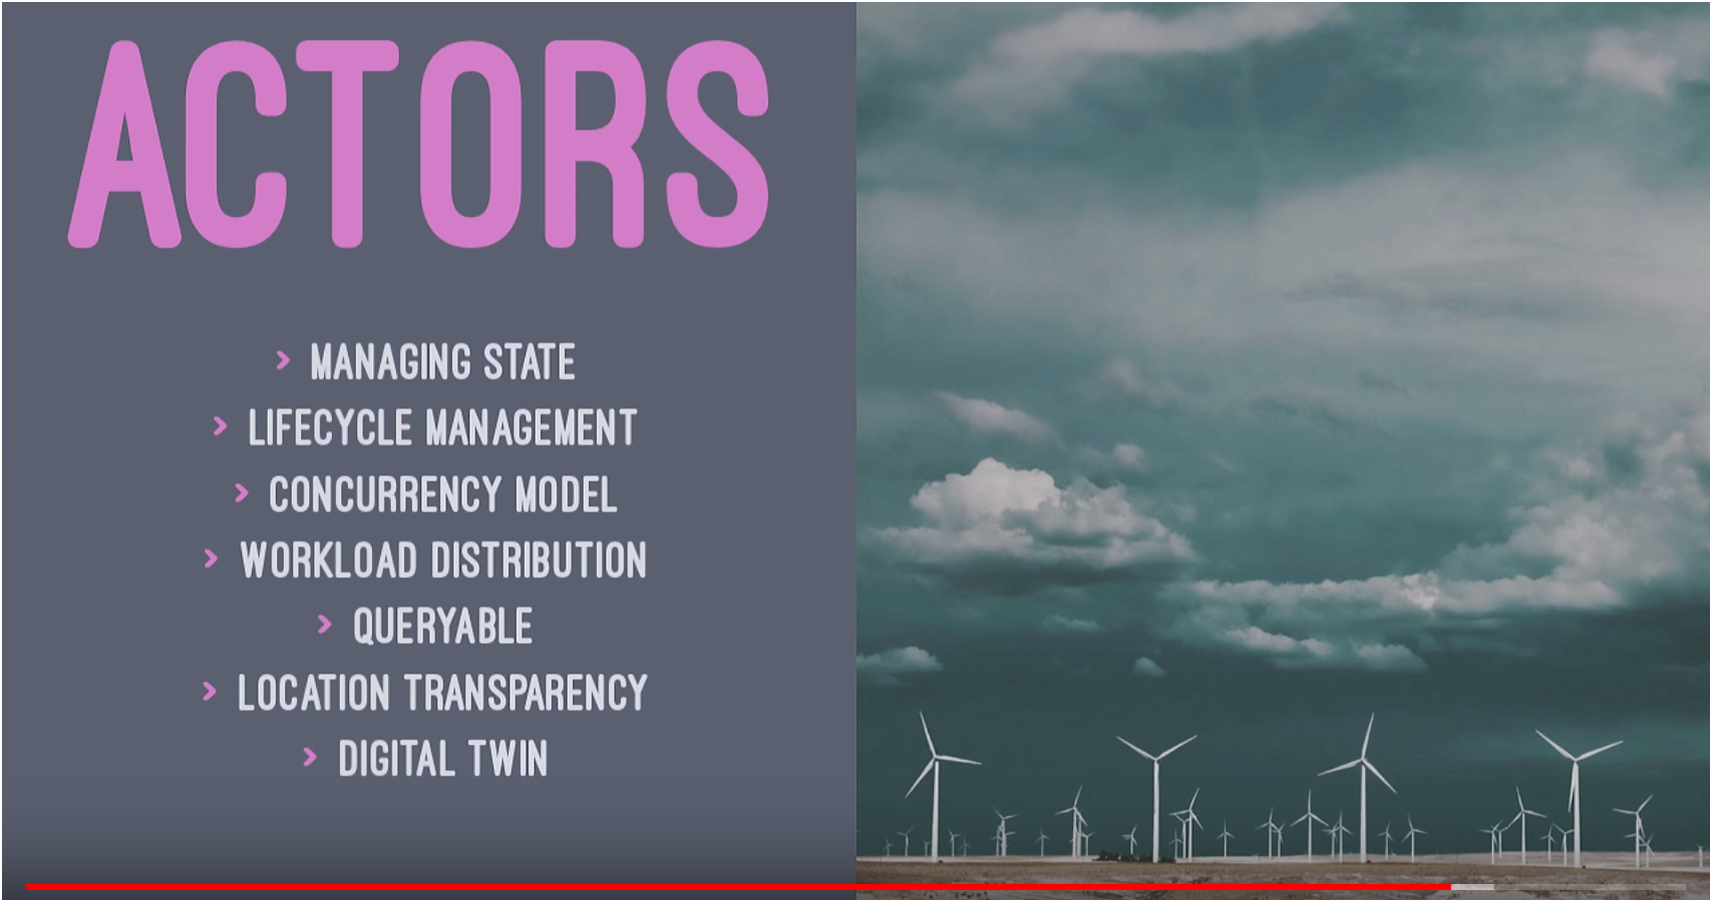 ACTORS
MANAGING STATE
LIFECYCLE MANAGEMENT
CONCURRENCY MODEL
WORKLOAD DISTRIBUTION
QUERYABLE
LOCATION TRANSPARENCY
DIGITAL TWIN